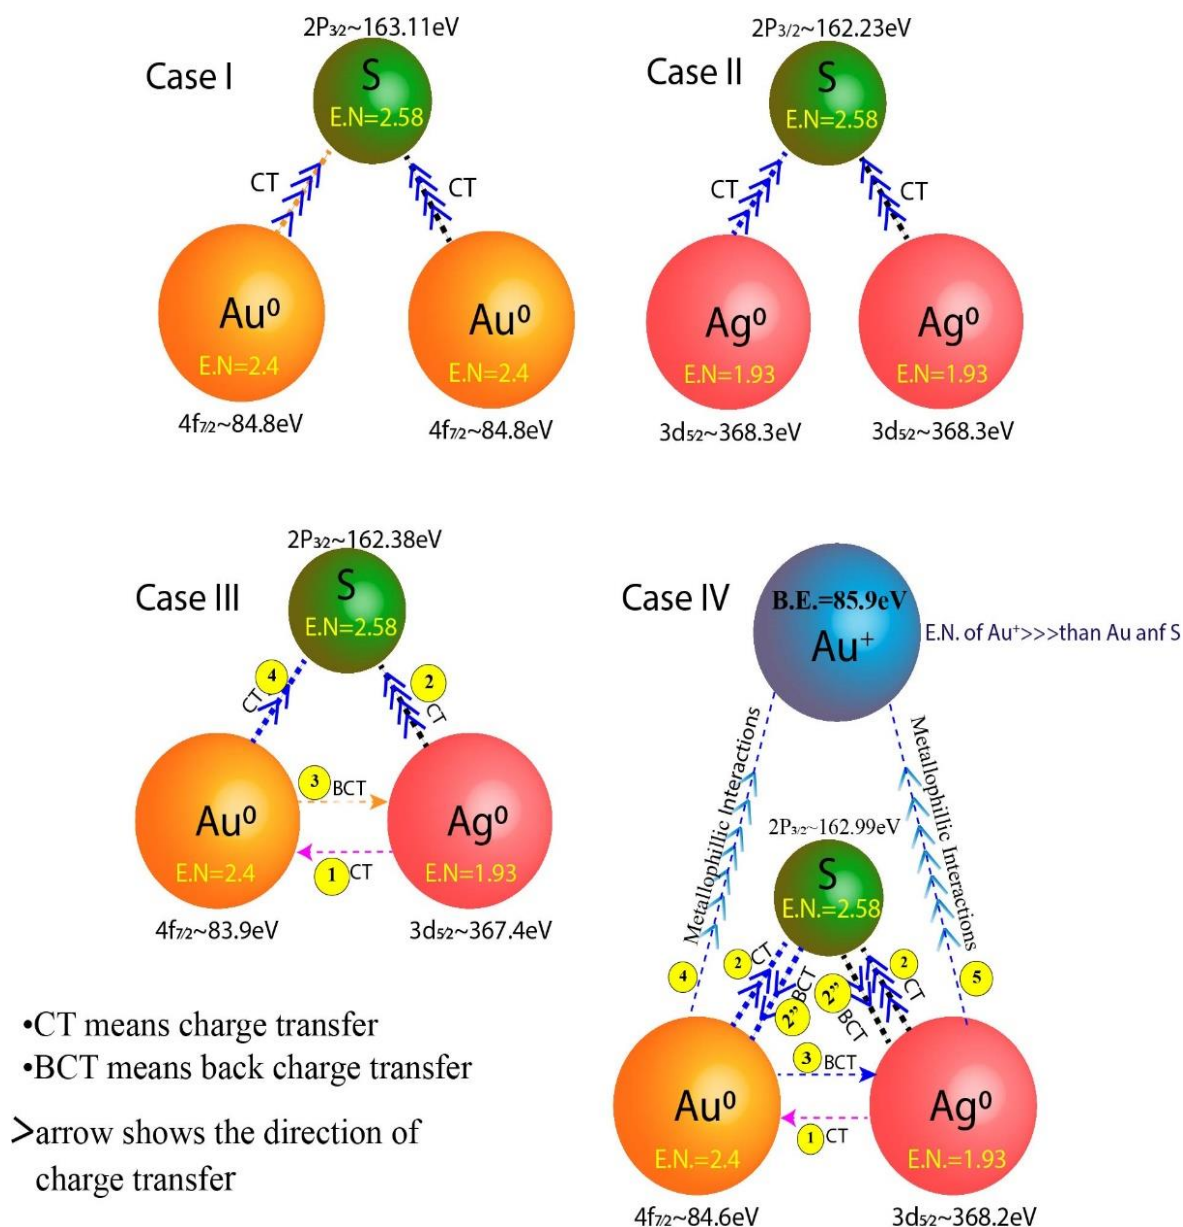 2P3/2~163.11eV
Case I
S
E.N=2.58
CT
CT
Au⁰
E.N=2.4
Au⁰
E.N=2.4
4f7/2~84.8eV
4f7/2~84.8eV
2P3/2~162.23eV
Case II
S
E.N=2.58
CT
CT
Ag⁰
E.N=1.93
Ag⁰
E.N=1.93
3d5/2~368.3eV
3d5/2~368.3eV
2P3/2~162.38eV
Case III
S
E.N=2.58
4
CT
2
CT
3 BCT
Au⁰
E.N=2.4
Ag⁰
E.N=1.93
1 CT
4f7/2~83.9eV
3d5/2~367.4eV
Case IV
B.E.=85.9eV
Au⁺
E.N. of Au⁺>>>than Au anf S
Metallophillic Interactions
Metallophillic Interactions
2P3/2~162.99eV
S
E.N.=2.58
4
2 CT
2” BCT
2” BCT
2 CT
5
3 BCT
Au⁰
E.N.=2.4
Ag⁰
E.N.=1.93
1 CT
4f7/2~84.6eV
3d5/2~368.2eV
•CT means charge transfer
•BCT means back charge transfer
>arrow shows the direction of
charge transfer